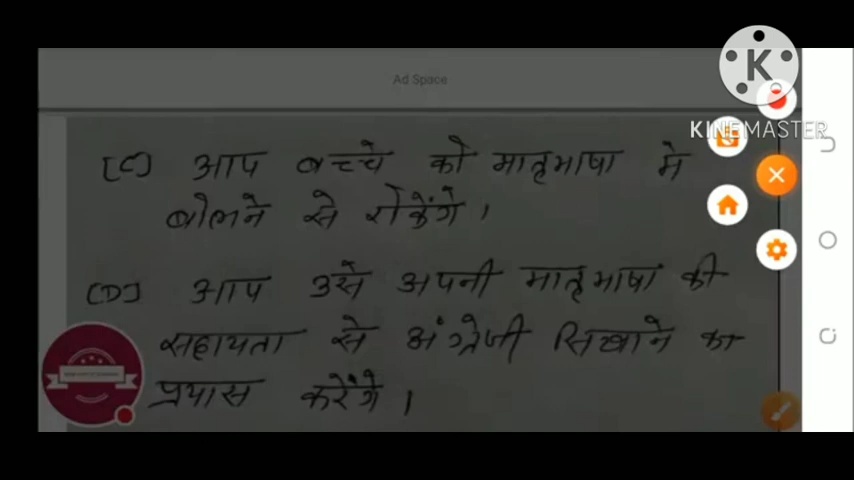 Ad Space
KINEMASTER
[C] आप बच्चे को मातृभाषा मे
बोलने से रोकेंगे ।
[D] आप उसे अपनी मातृभाषा की
सहायता से अंग्रेजी सिखाने का
प्रयास करेंगे ।